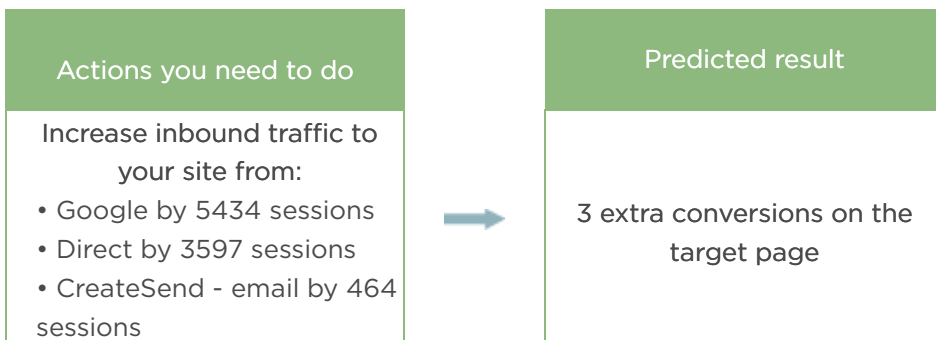 Actions you need to do
Increase inbound traffic to
your site from:
• Google by 5434 sessions
• Direct by 3597 sessions
• CreateSend - email by 464
sessions
Predicted result
3 extra conversions on the
target page